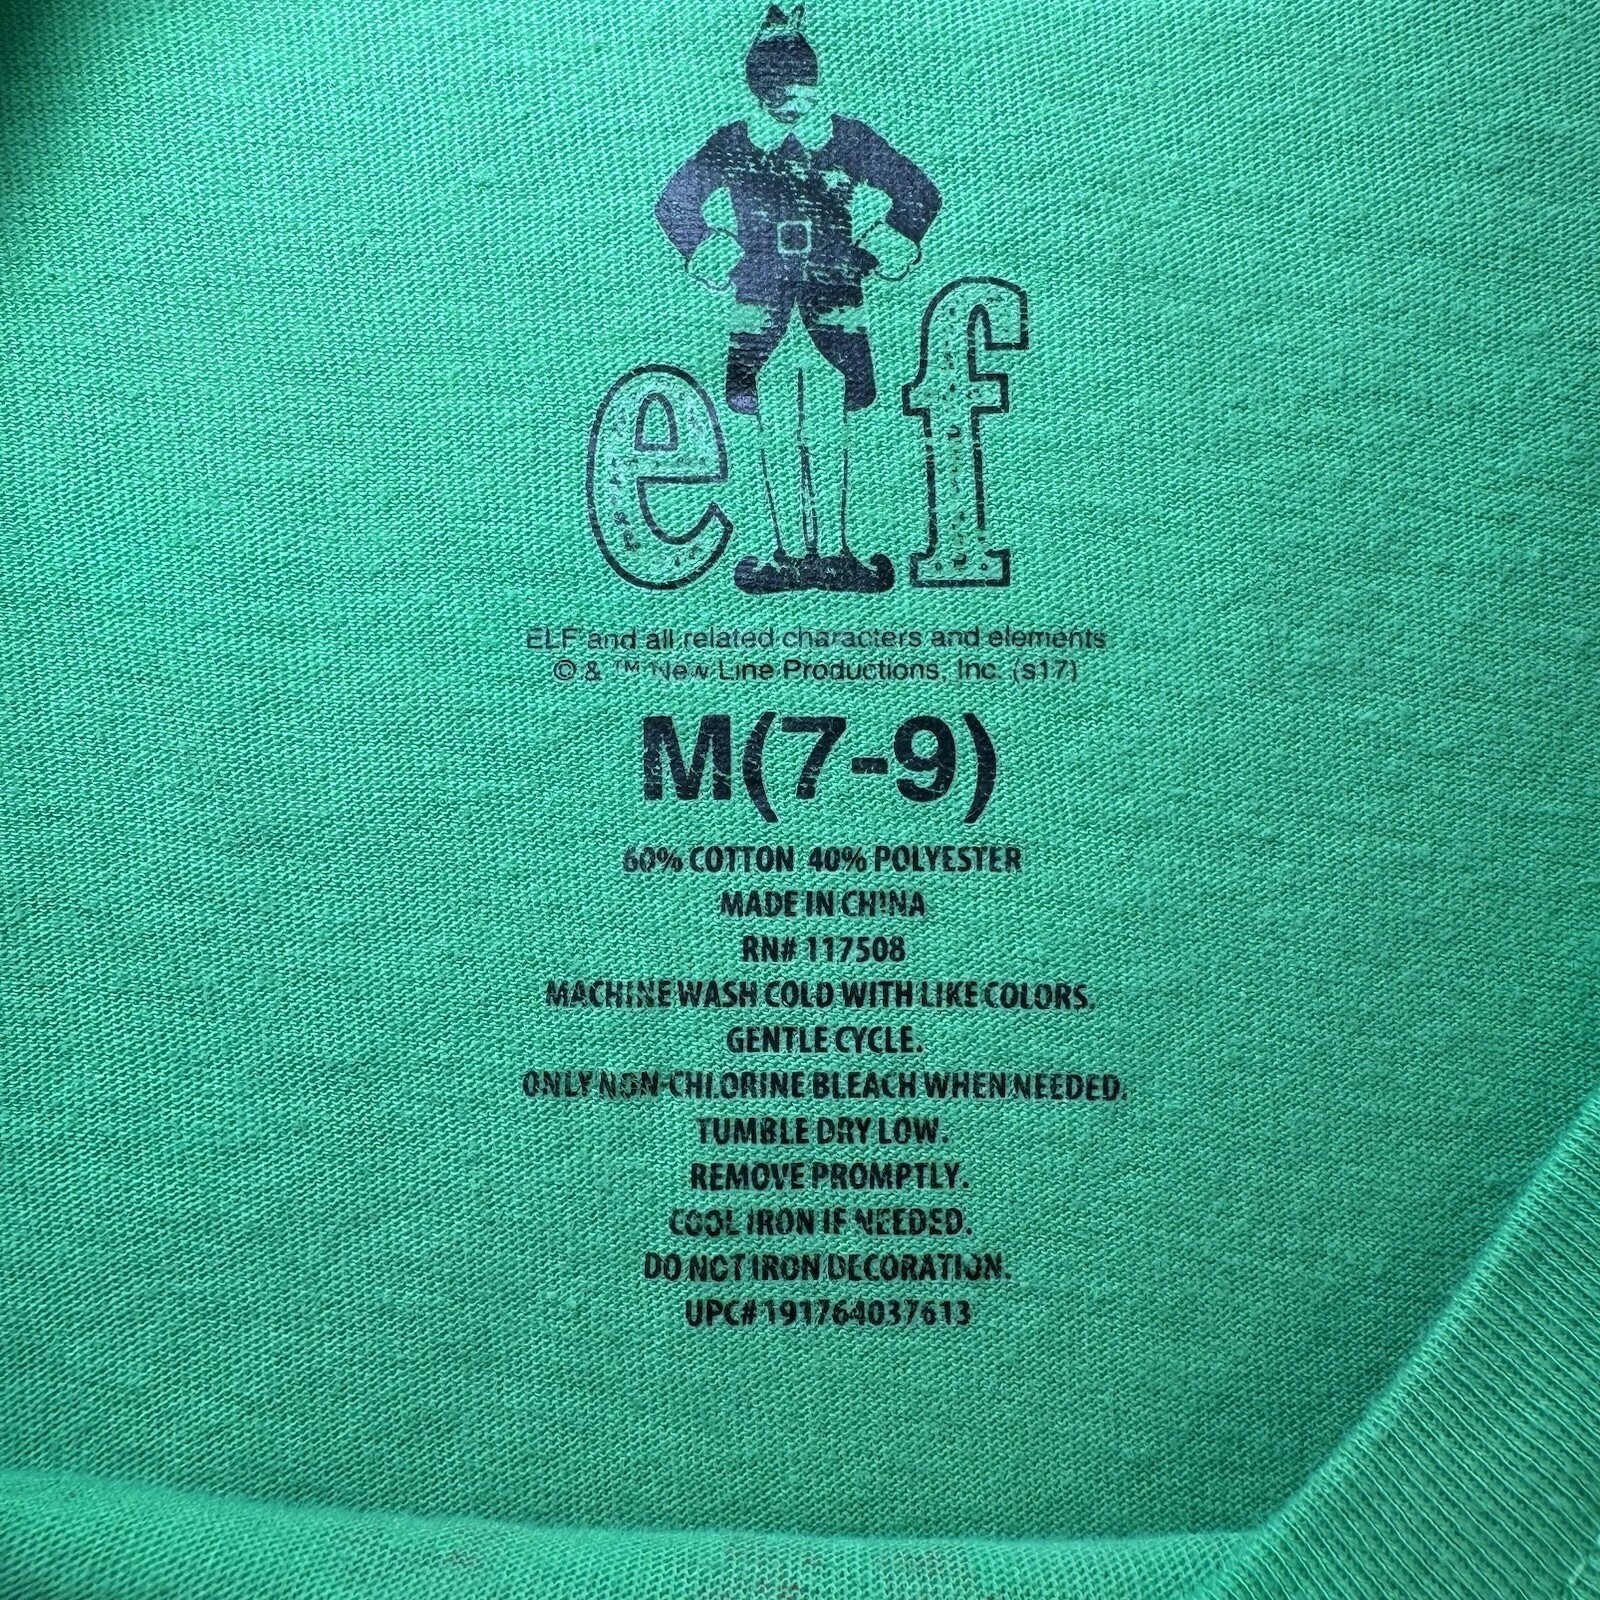 elf
ELF and all related characters and elements
© & ™ New Line Productions, Inc. (s17)
M(7-9)
60% COTTON 40% POLYESTER
MADE IN CHINA
RN# 117508
MACHINE WASH COLD WITH LIKE COLORS.
GENTLE CYCLE.
ONLY NON-CHLORINE BLEACH WHEN NEEDED.
TUMBLE DRY LOW.
REMOVE PROMPTLY.
COOL IRON IF NEEDED.
DO NOT IRON DECORATION.
UPC# 191764037613